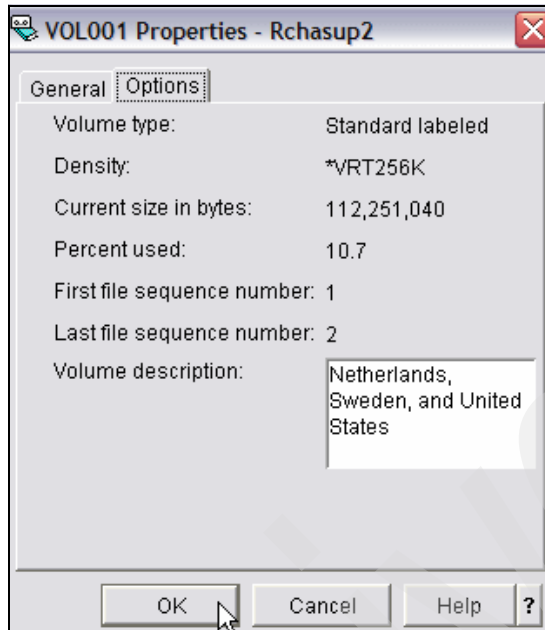 VOL001 Properties - Rchasup2
General Options
Volume type: Standard labeled
Density: *VRT256K
Current size in bytes: 112,251,040
Percent used: 10.7
First file sequence number: 1
Last file sequence number: 2
Volume description: Netherlands,
Sweden, and United
States
OK Cancel Help ?